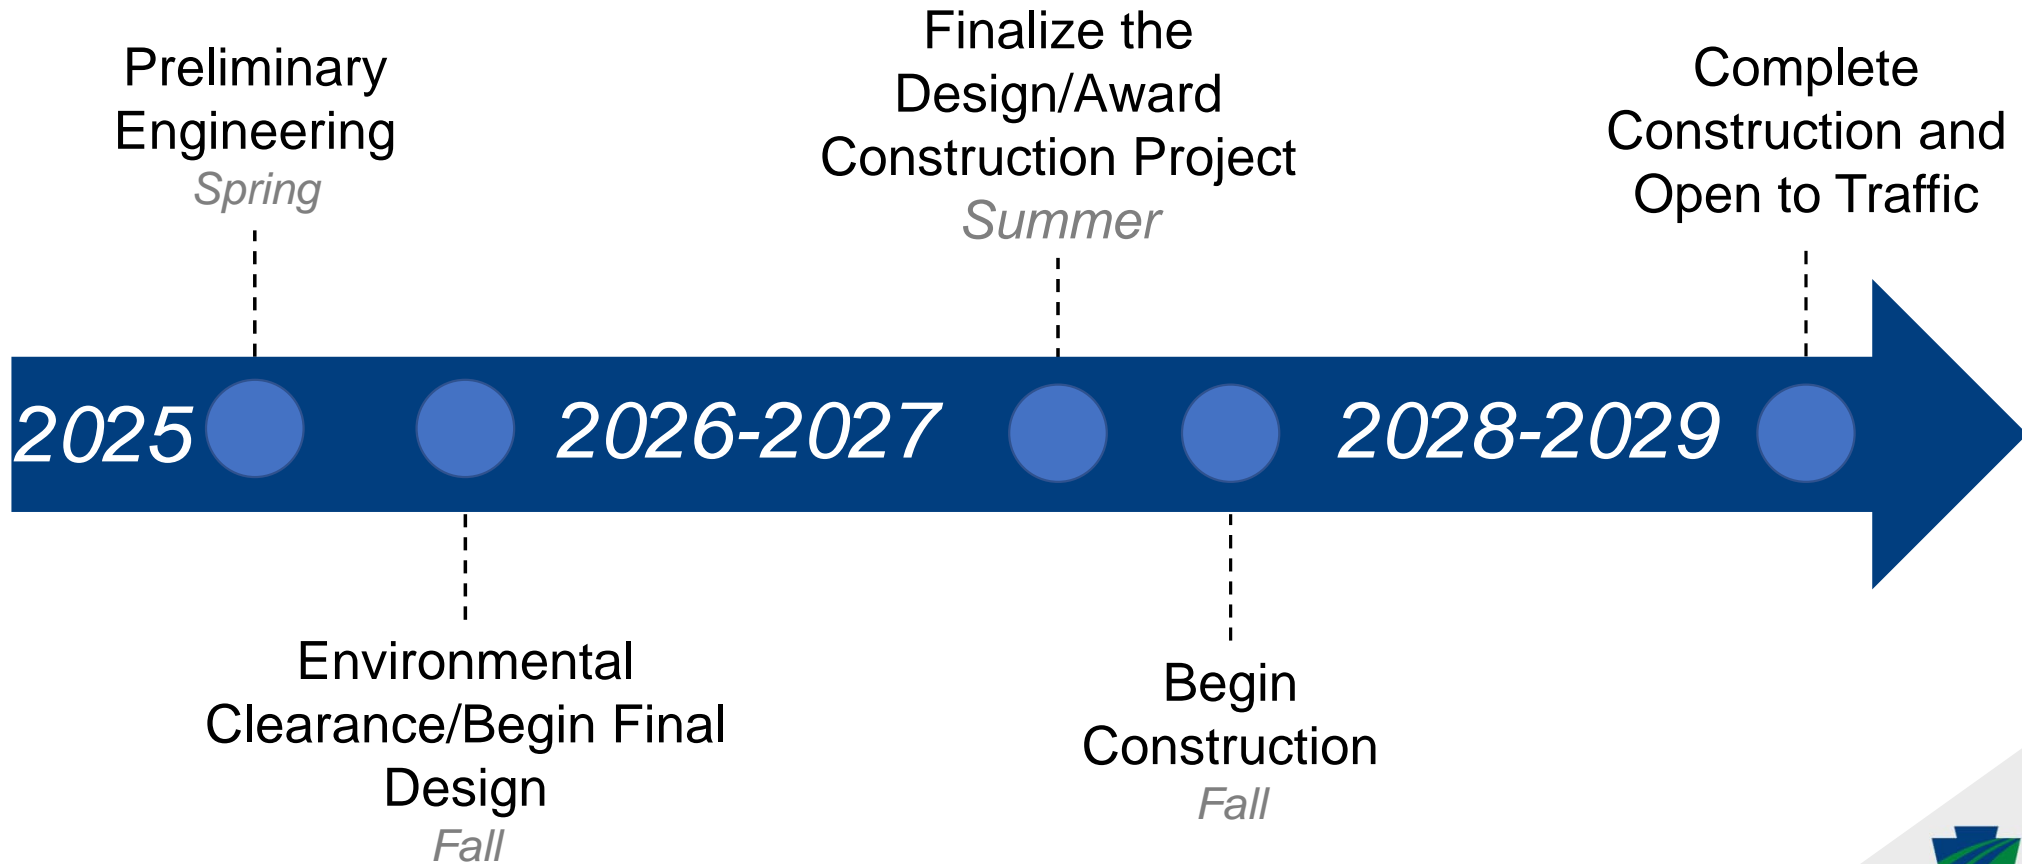 Preliminary
Engineering
Spring
Finalize the
Design/Award
Construction Project
Summer
Complete
Construction and
Open to Traffic
2025
2026-2027
2028-2029
Environmental
Clearance/Begin Final
Design
Fall
Begin
Construction
Fall